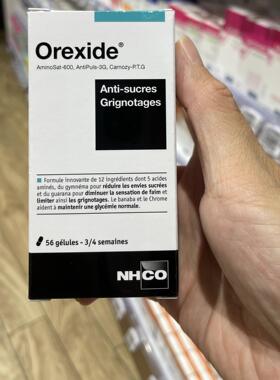 Orexide®
AminoSat-600, AntiPuls-3G, Carnozy-P.T.G
Anti-sucres
Grignotages
Formule innovante de 12 ingrédients dont 5 acides
aminés, du gymnéma pour réduire les envies sucrées
et du guarana pour diminuer la sensation de faim et
limiter ainsi les grignotages. Le banaba et le Chrome
aident à maintenir une glycémie normale.
56 gélules - 3/4 semaines
NHCO